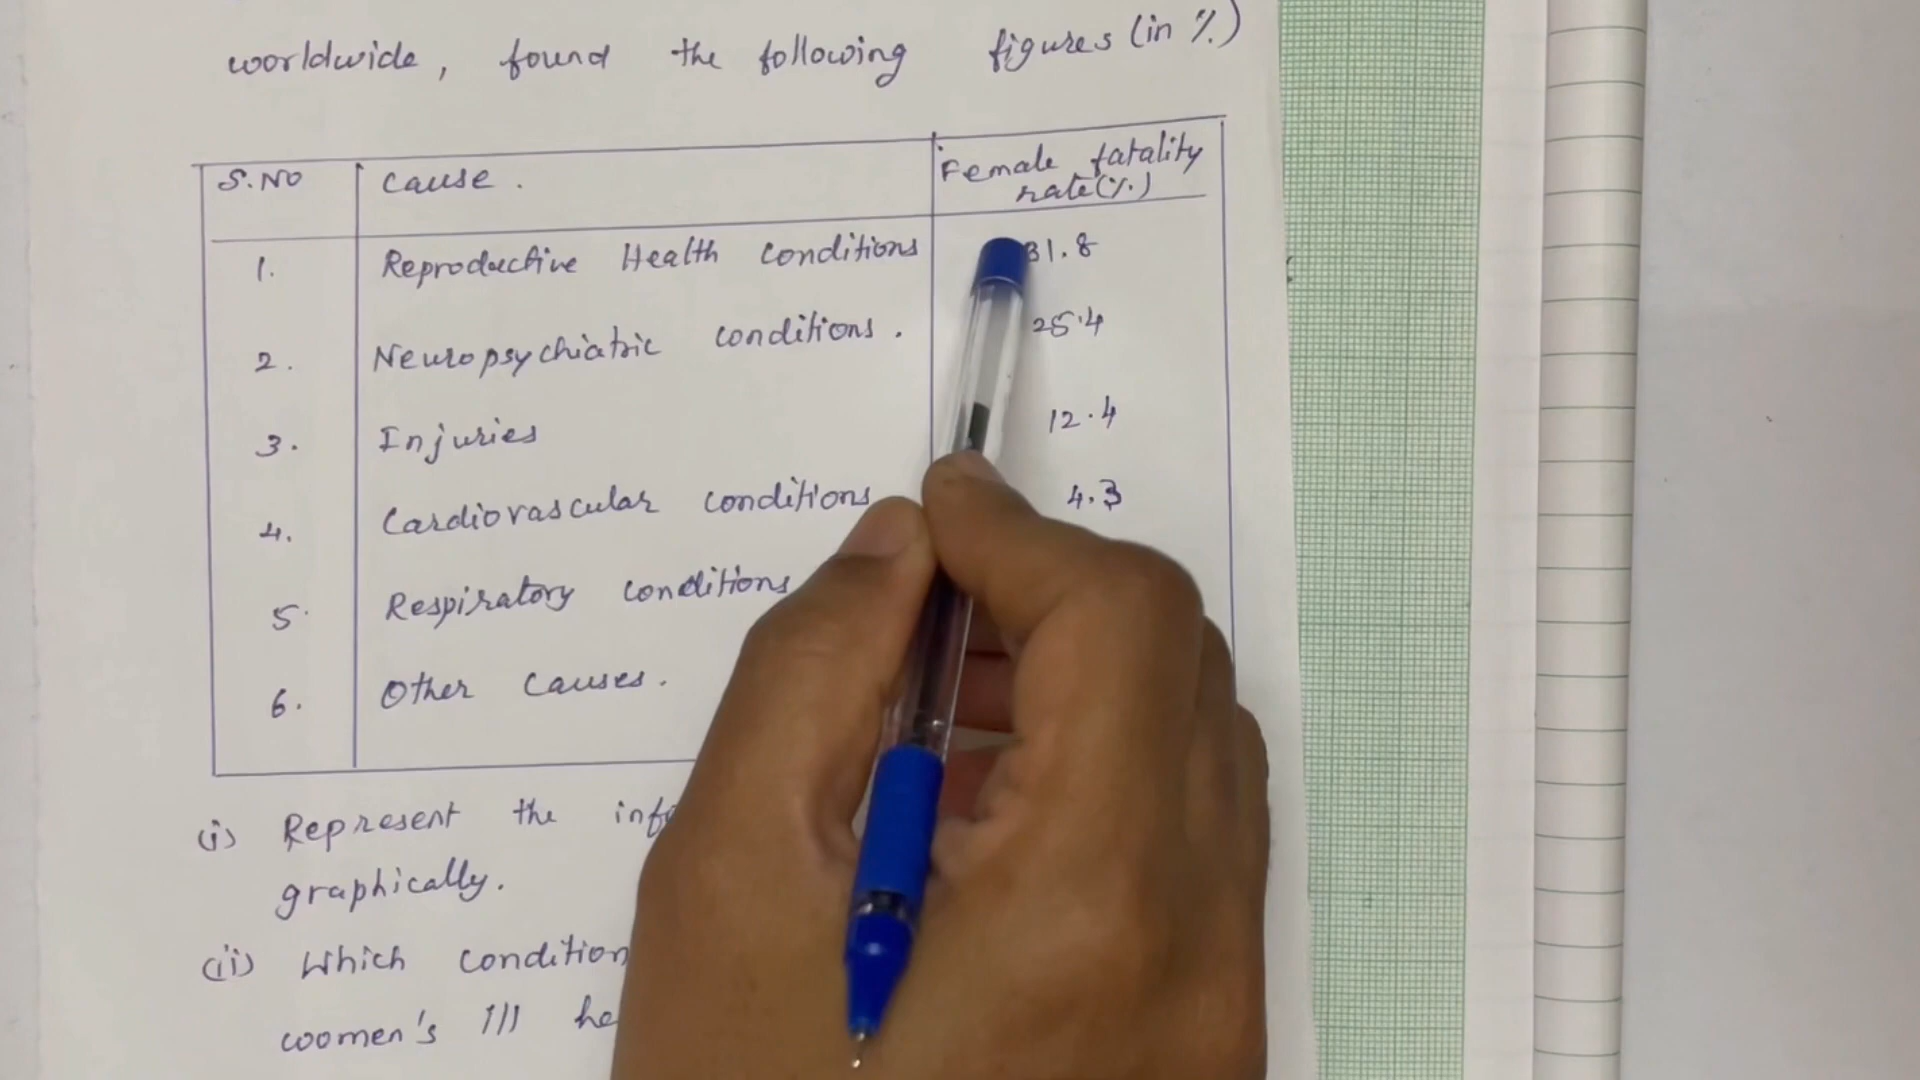 worldwide, found the following figures (in %)
S.No Cause. Female fatality rate (%)
1. Reproductive Health conditions 31.8
2. Neuropsychiatric conditions. 25.4
3. Injuries 12.4
4. Cardiovascular conditions 4.3
5. Respiratory conditions
6. Other causes.
(i) Represent the
graphically.
(ii) Which condition
women's ill